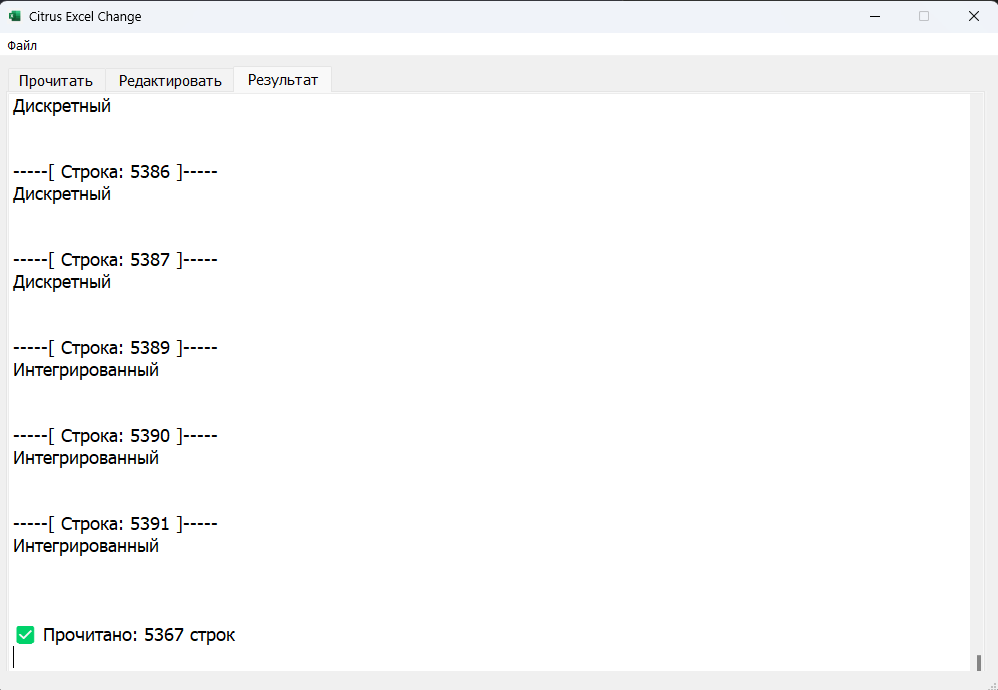 Citrus Excel Change
Файл
Прочитать Редактировать Результат
Дискретный
-----[ Строка: 5386 ]-----
Дискретный
-----[ Строка: 5387 ]-----
Дискретный
-----[ Строка: 5389 ]-----
Интегрированный
-----[ Строка: 5390 ]-----
Интегрированный
-----[ Строка: 5391 ]-----
Интегрированный
✅ Прочитано: 5367 строк